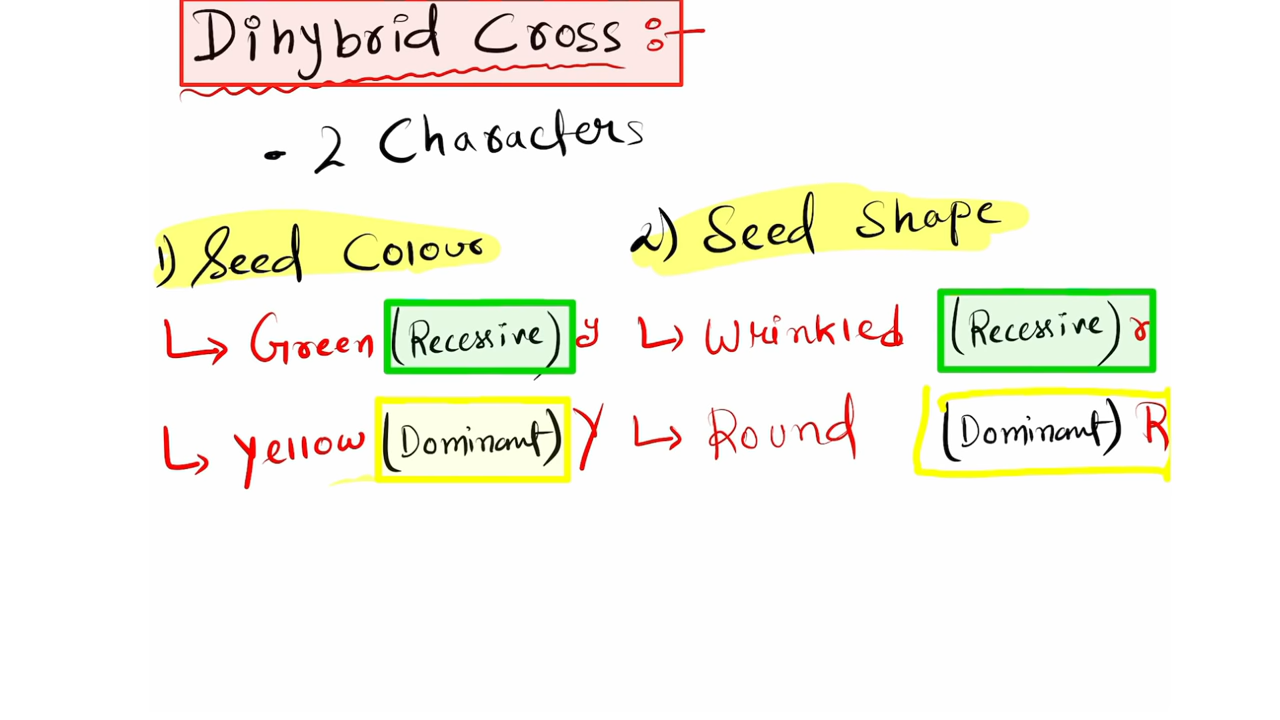 Dihybrid Cross :-
- 2 Characters
1) Seed Colour
2) Seed Shape
↳ Green (Recessive) y
↳ Wrinkled (Recessive) r
↳ Yellow (Dominant) Y
↳ Round (Dominant) R